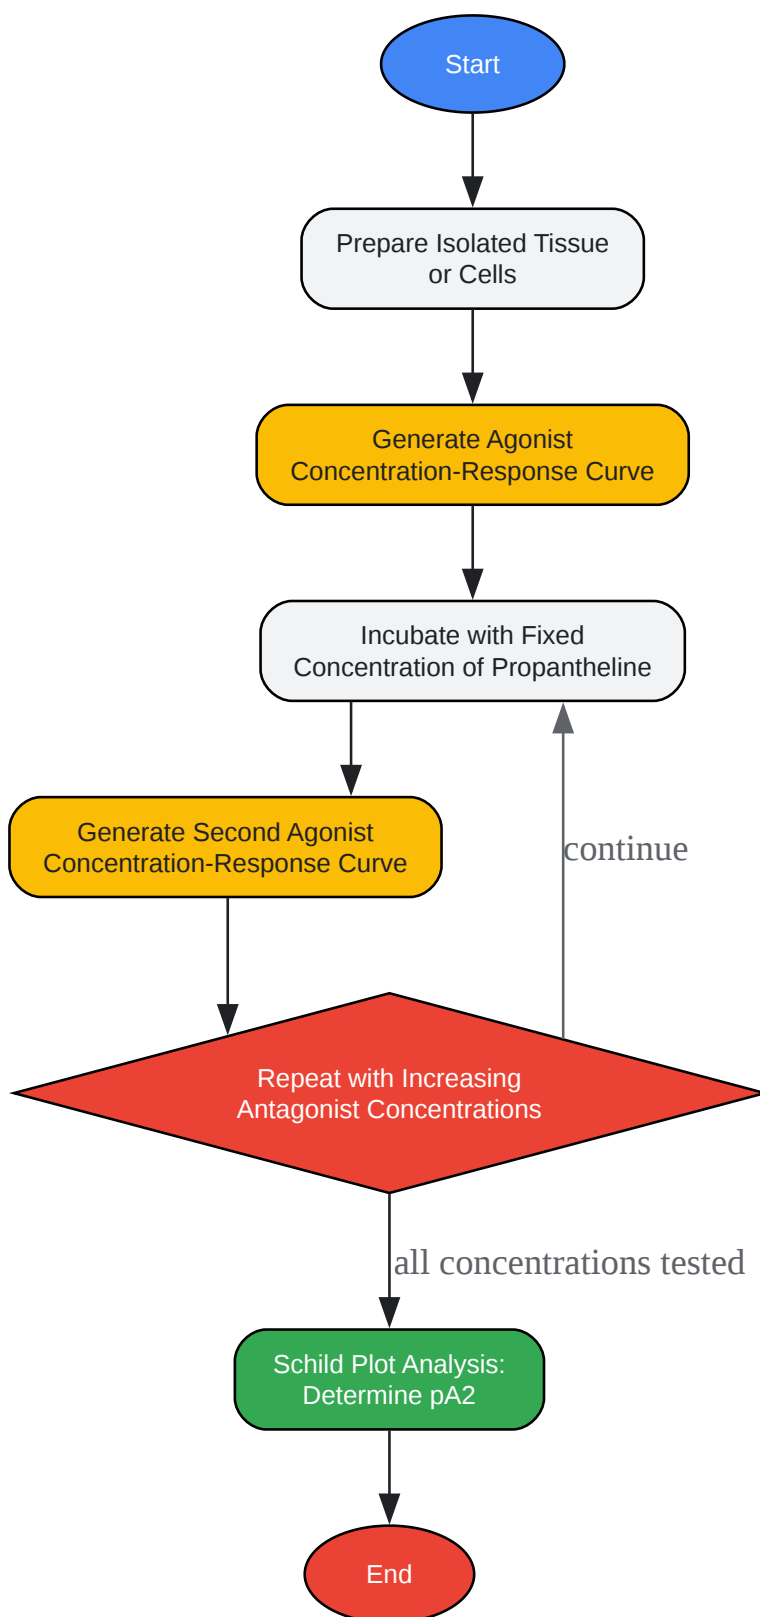 Start
Prepare Isolated Tissue
or Cells
Generate Agonist
Concentration-Response Curve
Incubate with Fixed
Concentration of Propantheline
Generate Second Agonist
Concentration-Response Curve
continue
Repeat with Increasing
Antagonist Concentrations
all concentrations tested
Schild Plot Analysis:
Determine pA2
End